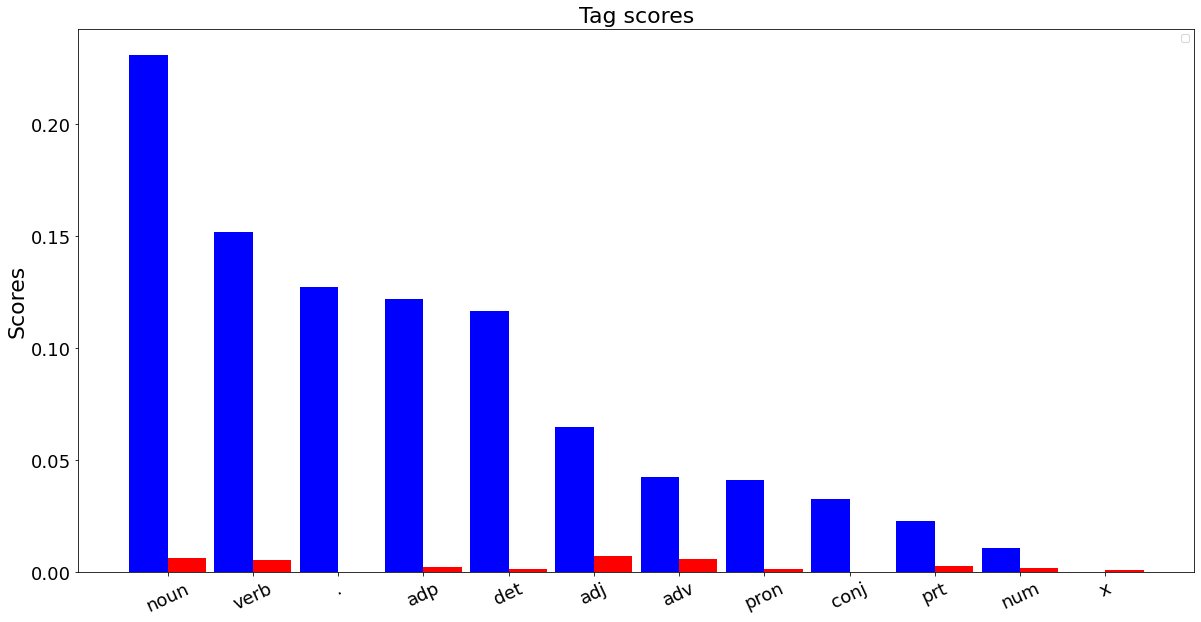 Tag scores
Scores
0.20
0.15
0.10
0.05
0.00
noun verb . adp det adj adv pron conj prt num x